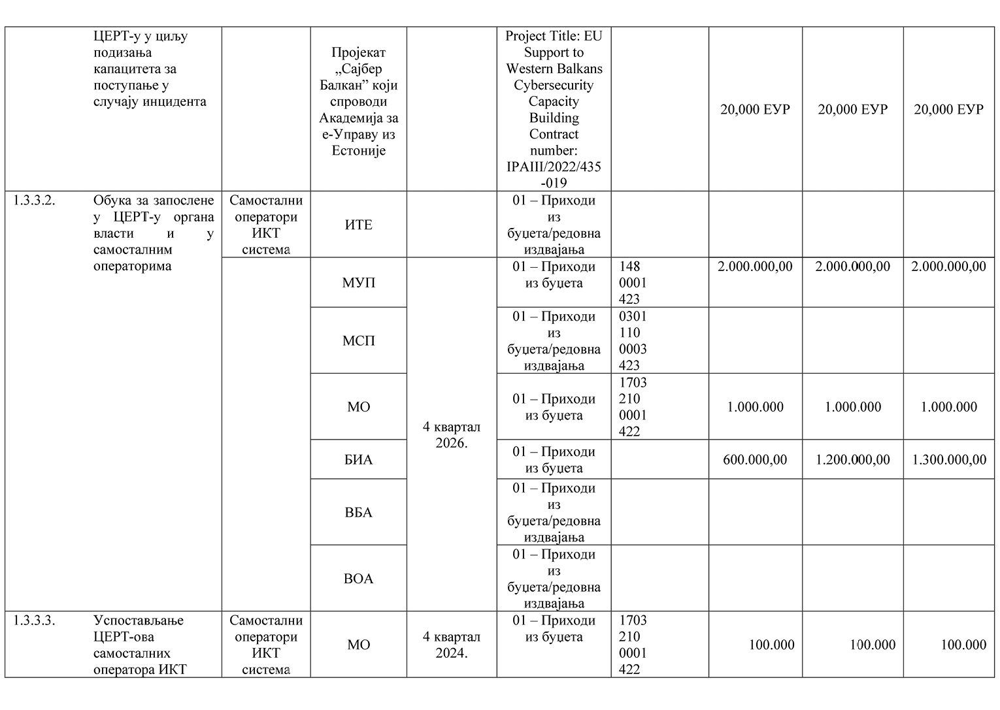 ЦЕРТ-у у циљу
подизања
капацитета за
поступање у
случају инцидента
Пројекат
„Сајбер
Балкан” који
спроводи
Академија за
е-Управу из
Естоније
Project Title: EU
Support to
Western Balkans
Cybersecurity
Capacity
Building
Contract
number:
IPAIII/2022/435
-019
20,000 ЕУР
20,000 ЕУР
20,000 ЕУР
1.3.3.2.
Обука за запослене
у ЦЕРТ-у органа
власти и у
самосталним
операторима
Самостални
оператори
ИКТ
система
ИТЕ
01 – Приходи
из
буџета/редовна
издвајања
МУП
4 квартал
2026.
01 – Приходи
из буџета
148
0001
423
2.000.000,00
2.000.000,00
2.000.000,00
МСП
01 – Приходи
из
буџета/редовна
издвајања
0301
110
0003
423
МО
01 – Приходи
из буџета
1703
210
0001
422
1.000.000
1.000.000
1.000.000
БИА
01 – Приходи
из буџета
600.000,00
1.200.000,00
1.300.000,00
ВБА
01 – Приходи
из
буџета/редовна
издвајања
ВОА
01 – Приходи
из
буџета/редовна
издвајања
1.3.3.3.
Успостављање
ЦЕРТ-ова
самосталних
оператора ИКТ
Самостални
оператори
ИКТ
система
МО
4 квартал
2024.
01 – Приходи
из буџета
1703
210
0001
422
100.000
100.000
100.000